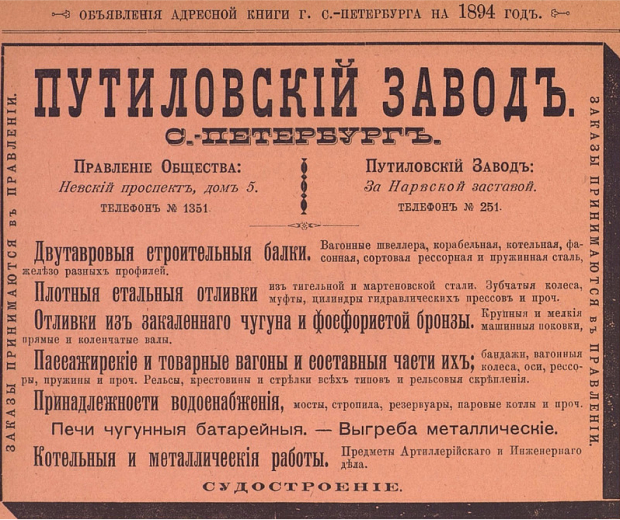 ОБЪЯВЛЕНІЯ АДРЕСНОЙ КНИГИ Г. С.-ПЕТЕРБУРГА НА 1894 ГОДЪ.
ЗАКАЗЫ ПРИНИМАЮТСЯ въ ПРАВЛЕНІИ.
ПУТИЛОВСКІЙ ЗАВОДЪ.
С.-ПЕТЕРБУРГЪ.
Правленіе Общества:
Невскій проспектъ, домъ 5.
ТЕЛЕФОНЪ № 1351.
Путиловскій Заводъ:
За Нарвской заставой.
ТЕЛЕФОНЪ № 251.
Двутавровыя строительныя балки. Вагонные швеллера, корабельная, котельная, фа-
сонная, сортовая рессорная и пружинная сталь,
желѣзо разныхъ профилей.
Плотныя стальныя отливки изъ тигельной и мартеновской стали. Зубчатыя колеса,
муфты, цилиндры гидравлическихъ прессовъ и проч.
Отливки изъ закаленнаго чугуна и фосфористой бронзы. Крупныя и мелкія
машинныя поковки,
прямые и коленчатые валы.
Пассажирскіе и товарные вагоны и составныя части ихъ; бандажи, вагонныя
колеса, оси, рессо-
ры, пружины и проч. Рельсы, крестовины и стрѣлки всѣхъ типовъ и рельсовыя скрѣпленія.
Принадлежности водоснабженія, мосты, стропила, резервуары, паровые котлы и проч.
Печи чугунныя батарейныя. — Выгреба металлическіе.
Котельныя и металлическія работы. Предметы Артиллерійскаго и Инженернаго
дѣла.
СУДОСТРОЕНІЕ.
ЗАКАЗЫ ПРИНИМАЮТСЯ въ ПРАВЛЕНІИ.